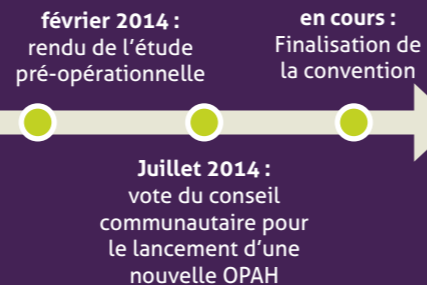 février 2014 :
rendu de l'étude
pré-opérationnelle
Juillet 2014 :
vote du conseil
communautaire pour
le lancement d'une
nouvelle OPAH
en cours :
Finalisation de
la convention